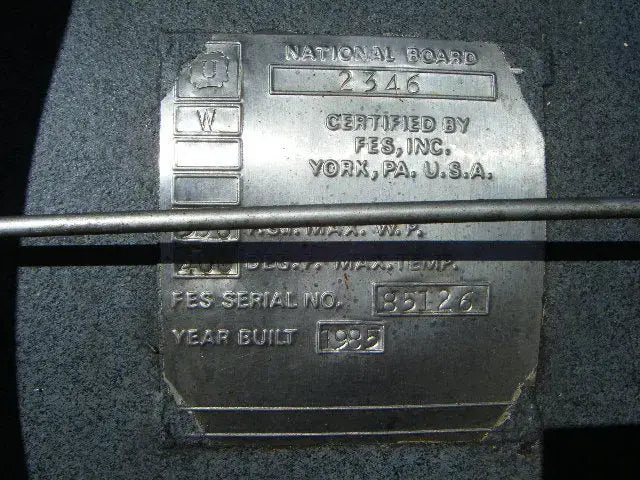 U
NATIONAL BOARD
2346
W
CERTIFIED BY
FES, INC.
YORK, PA. U.S.A.
MAX. W.P.
DEG.F. MAX.TEMP.
FES SERIAL NO. 85126
YEAR BUILT 1985